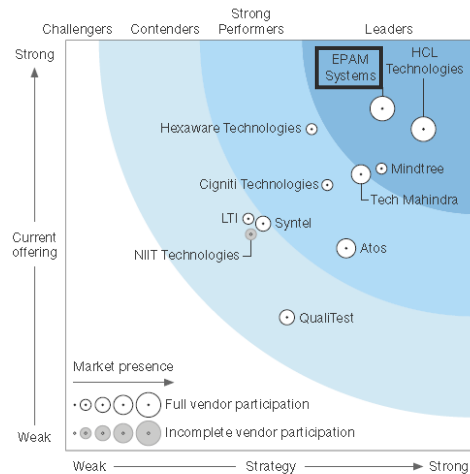 Strong
Challengers Contenders Performers Leaders
Strong
EPAM
Systems
HCL
Technologies
Hexaware Technologies
Mindtree
Cigniti Technologies
Tech Mahindra
LTI
Syntel
Current
offering
NIIT Technologies
Atos
QualiTest
Market presence
Full vendor participation
Incomplete vendor participation
Weak
Weak Strategy Strong